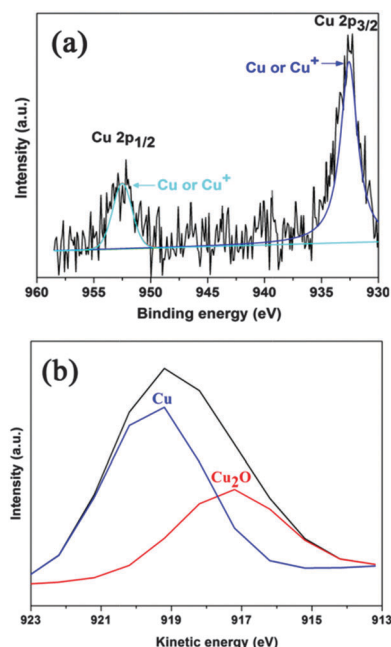 (a)
Cu 2p3/2
Cu or Cu+
Cu 2p1/2
Cu or Cu+
Intensity (a.u.)
960 955 950 945 940 935 930
Binding energy (eV)
(b)
Cu
Cu2O
Intensity (a.u.)
923 921 919 917 915 913
Kinetic energy (eV)